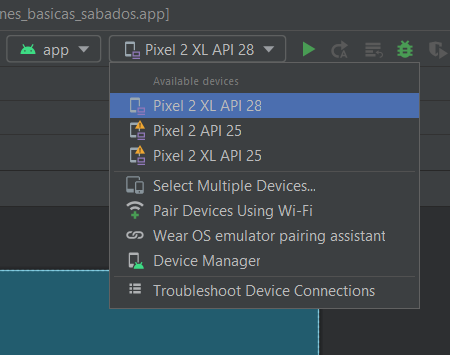 nes_basicas_sabados.app]
app
Pixel 2 XL API 28
Available devices
Pixel 2 XL API 28
Pixel 2 API 25
Pixel 2 XL API 25
Select Multiple Devices...
Pair Devices Using Wi-Fi
Wear OS emulator pairing assistant
Device Manager
Troubleshoot Device Connections